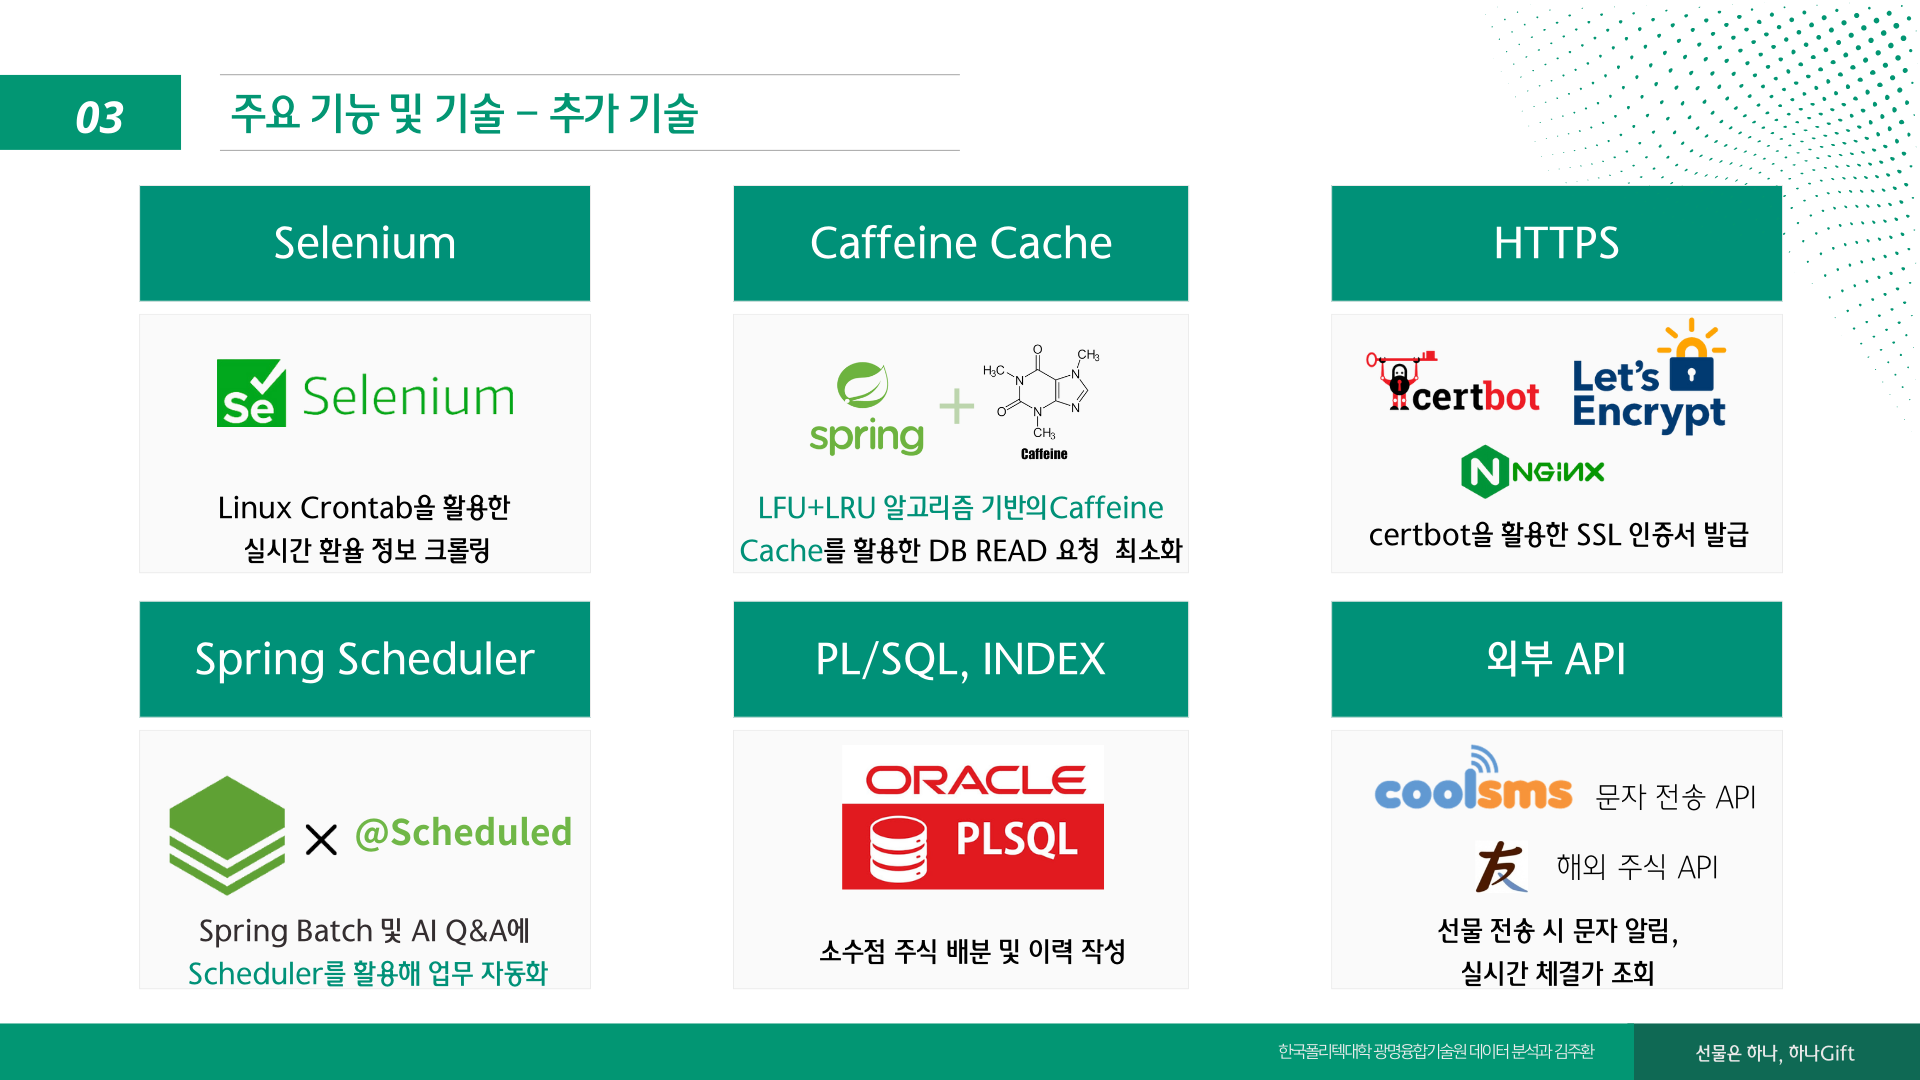 03
주요 기능 및 기술 – 추가 기술
Selenium
Se Selenium
Linux Crontab을 활용한
실시간 환율 정보 크롤링
Caffeine Cache
spring
+
O
CH₃
H₃C
N
N
O
N
N
CH₃
Caffeine
LFU+LRU 알고리즘 기반의Caffeine
Cache를 활용한 DB READ 요청 최소화
HTTPS
certbot
Let's
Encrypt
N NGINX
certbot을 활용한 SSL 인증서 발급
Spring Scheduler
× @Scheduled
Spring Batch 및 AI Q&A에
Scheduler를 활용해 업무 자동화
PL/SQL, INDEX
ORACLE
PLSQL
소수점 주식 배분 및 이력 작성
외부 API
coolsms 문자 전송 API
友 해외 주식 API
선물 전송 시 문자 알림,
실시간 체결가 조회
한국폴리텍대학 광명융합기술원 데이터 분석과 김주환
선물은 하나, 하나Gift